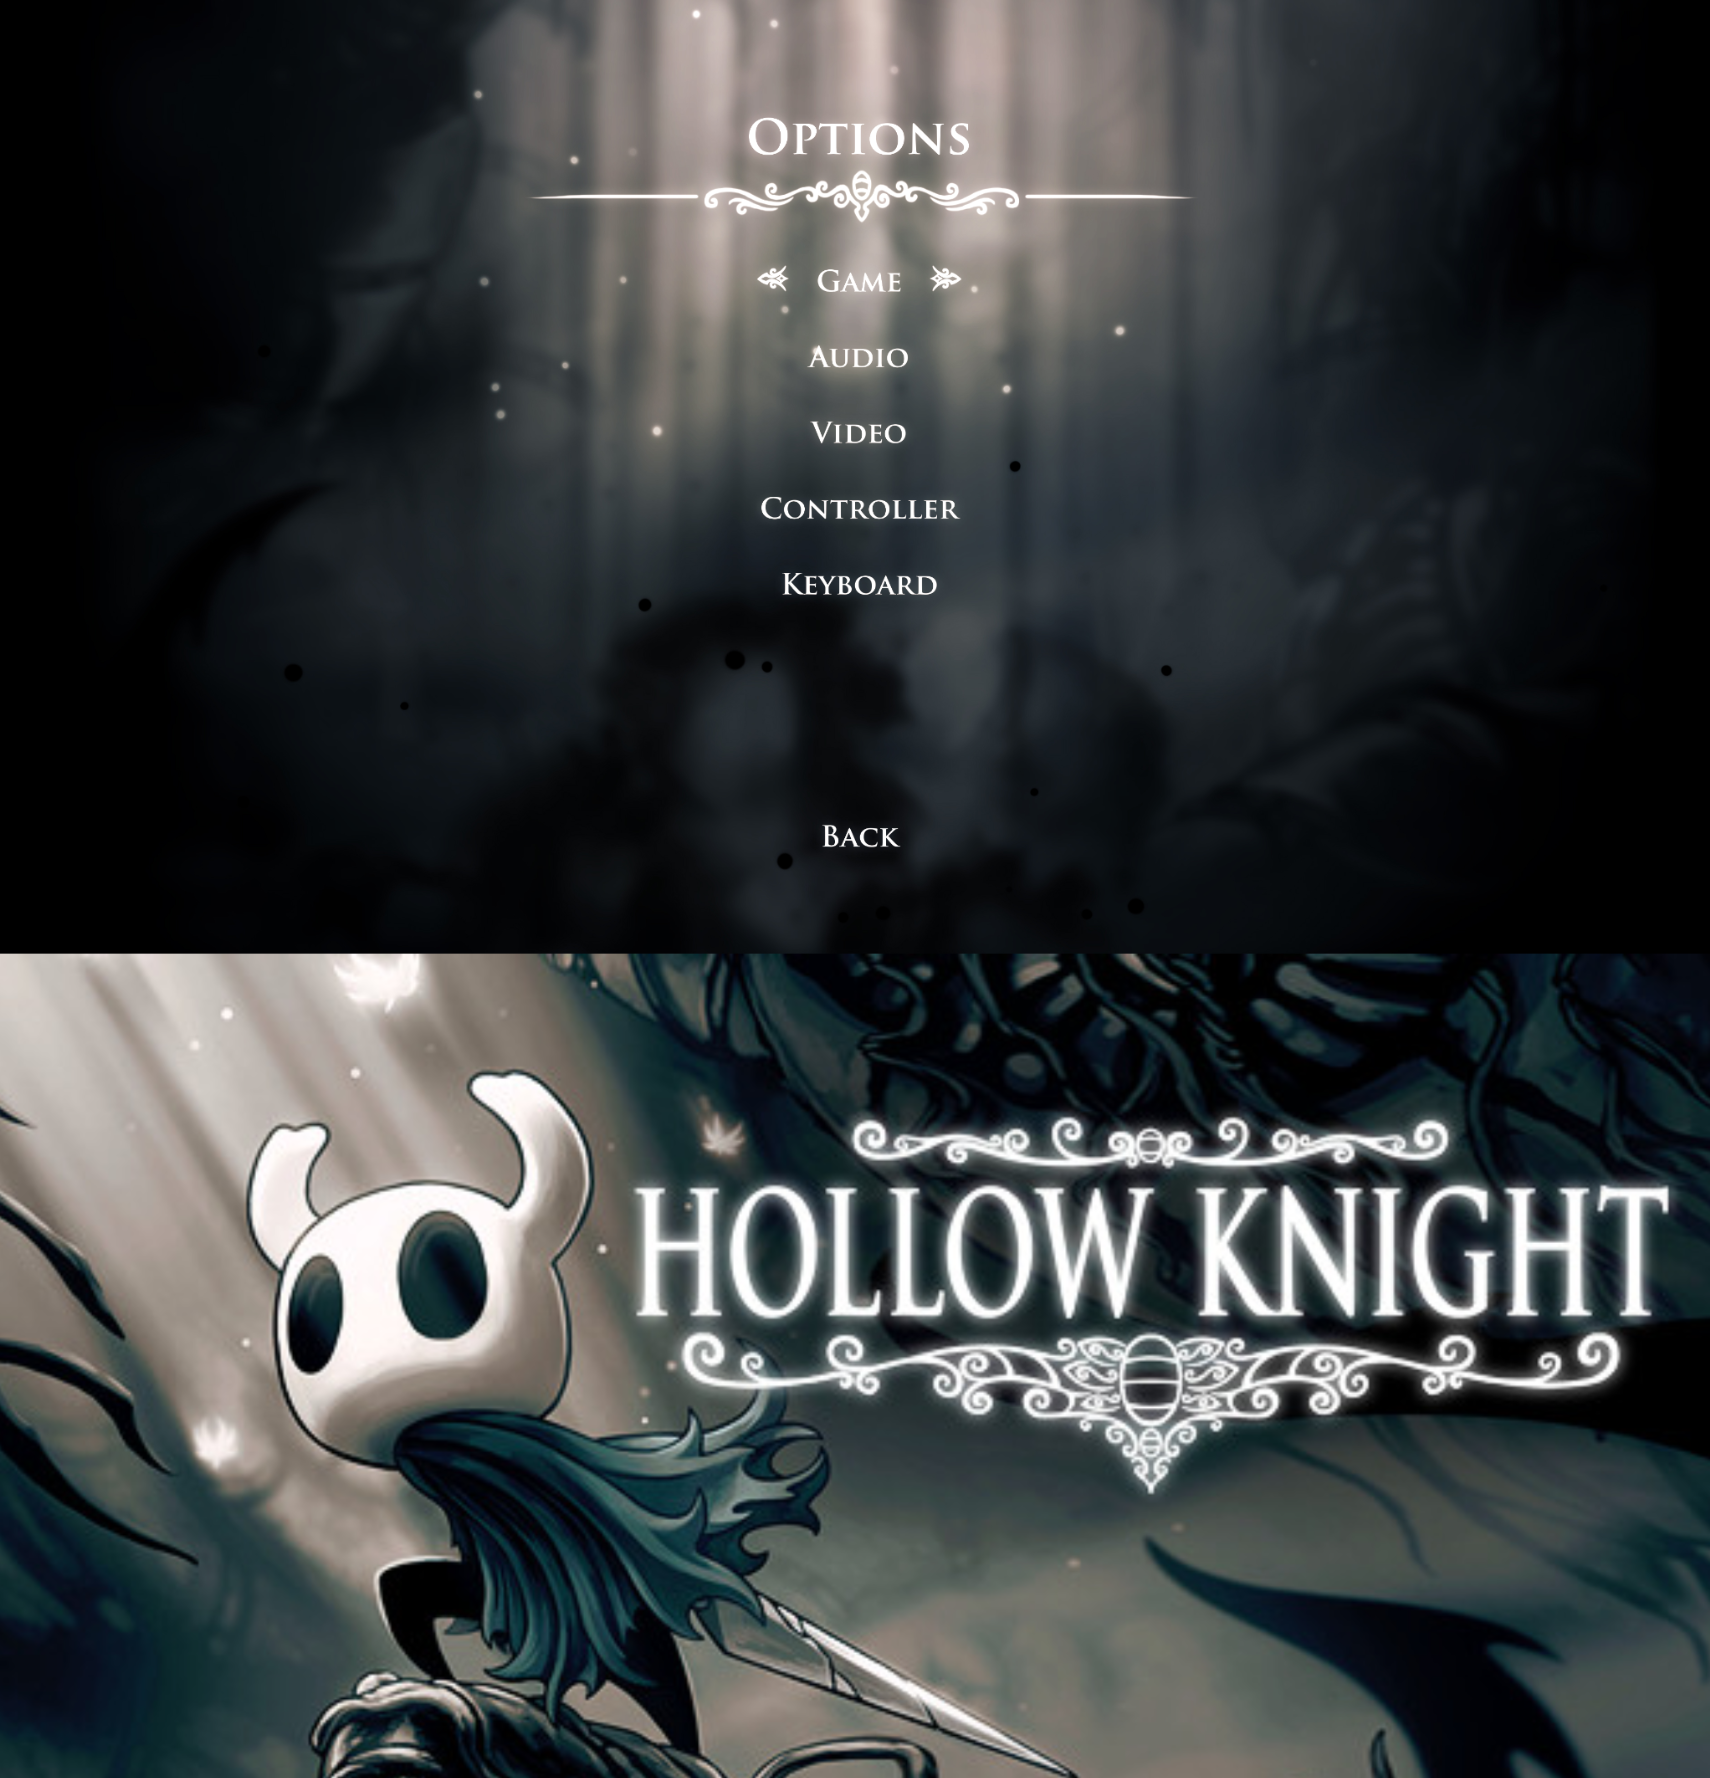 Options
Game
Audio
Video
Controller
Keyboard
Back
HOLLOW KNIGHT